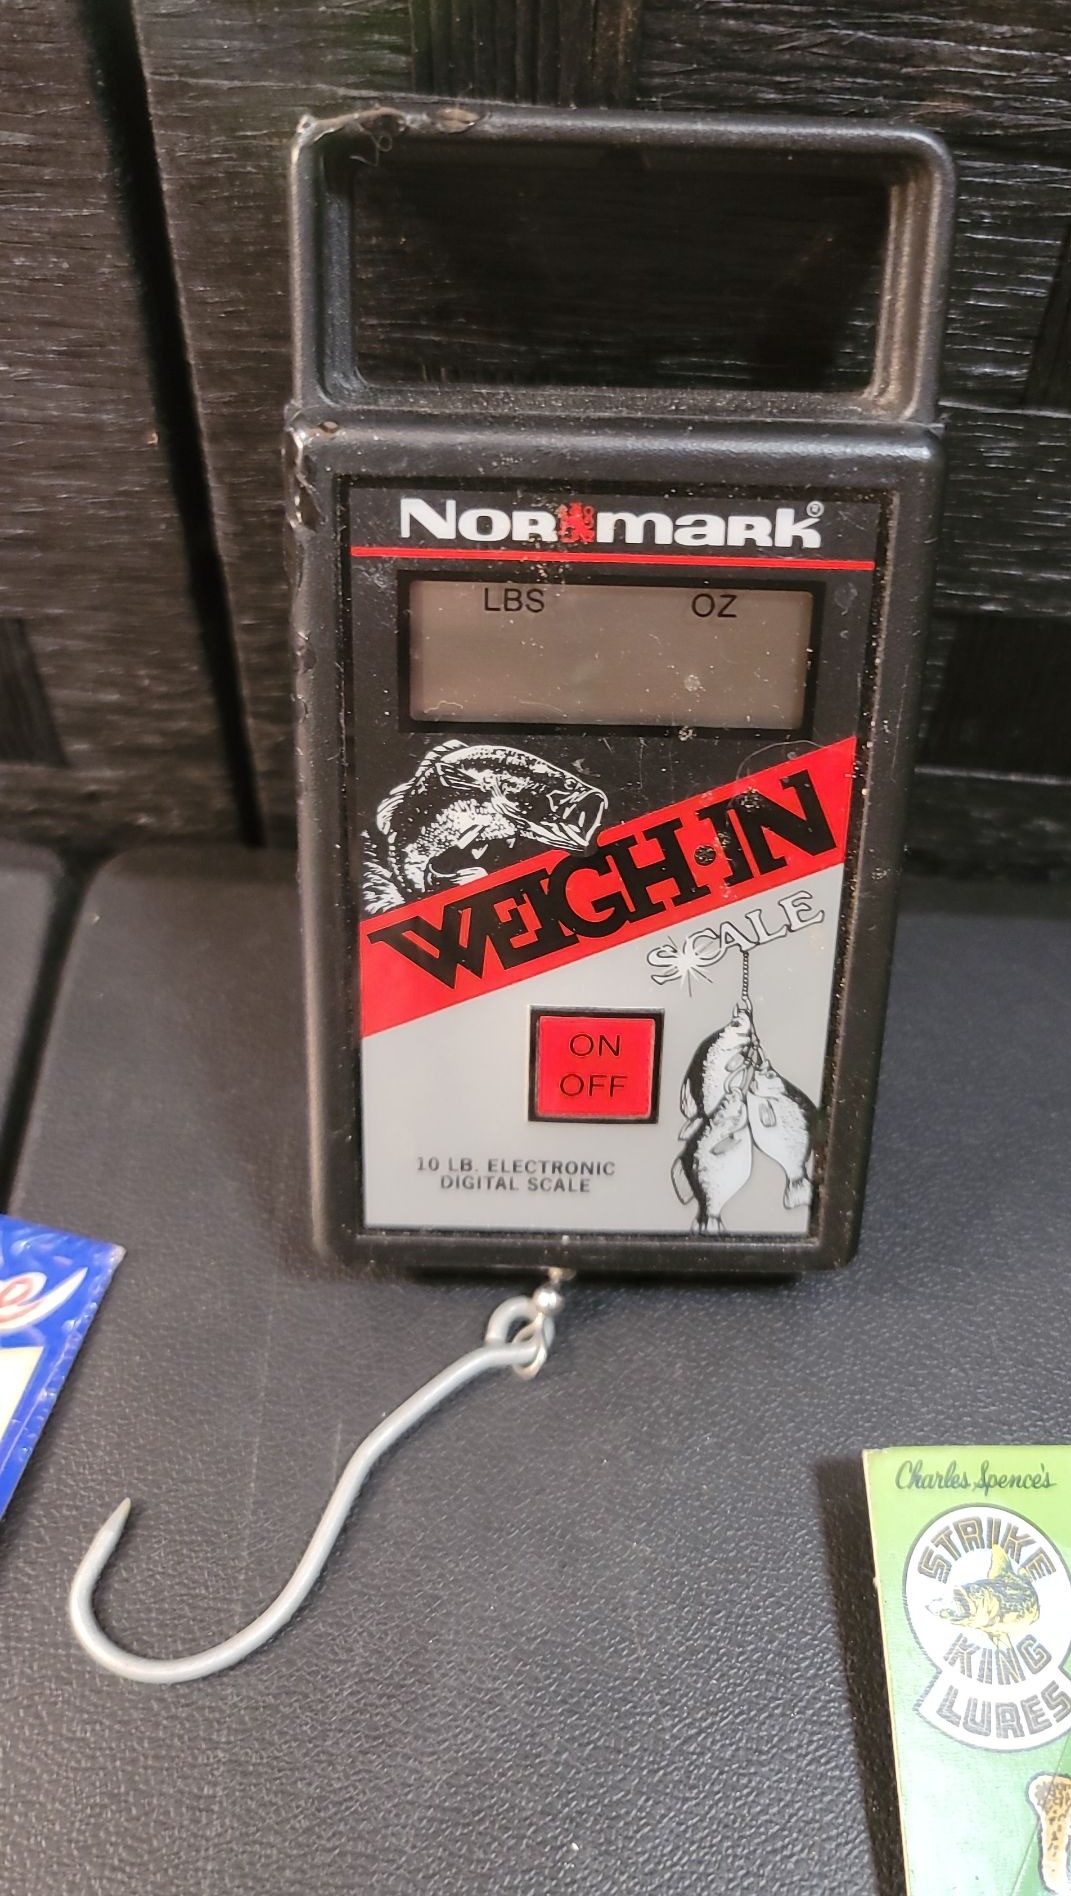 NORMARK®
LBS OZ
WEIGH·IN
SCALE
ON
OFF
10 LB. ELECTRONIC
DIGITAL SCALE
Charles Spence's
STRIKE
KING
LURES